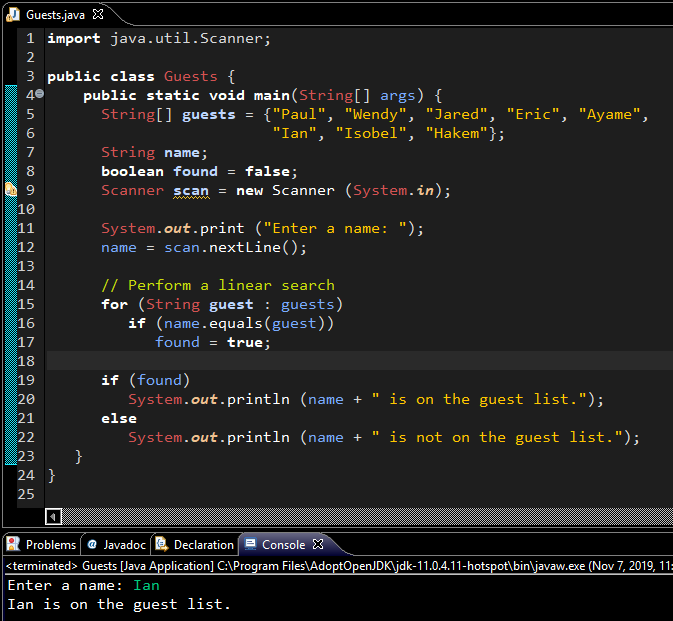 Guests.java
1 import java.util.Scanner;
2
3 public class Guests {
4 public static void main(String[] args) {
5 String[] guests = {"Paul", "Wendy", "Jared", "Eric", "Ayame",
6 "Ian", "Isobel", "Hakem"};
7 String name;
8 boolean found = false;
9 Scanner scan = new Scanner (System.in);
10
11 System.out.print ("Enter a name: ");
12 name = scan.nextLine();
13
14 // Perform a linear search
15 for (String guest : guests)
16 if (name.equals(guest))
17 found = true;
18
19 if (found)
20 System.out.println (name + " is on the guest list.");
21 else
22 System.out.println (name + " is not on the guest list.");
23 }
24 }
25
Problems @ Javadoc Declaration Console
<terminated> Guests [Java Application] C:\Program Files\AdoptOpenJDK\jdk-11.0.4.11-hotspot\bin\javaw.exe (Nov 7, 2019, 11:
Enter a name: Ian
Ian is on the guest list.